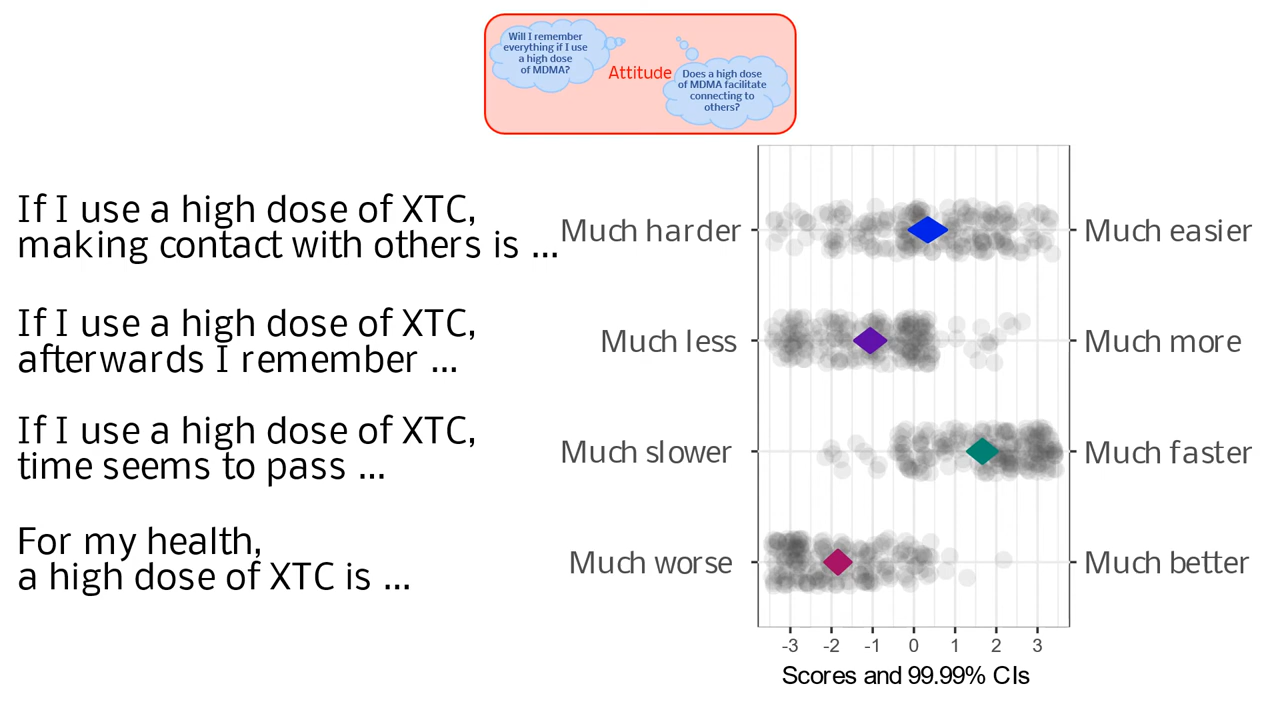 Will I remember
everything if I use
a high dose
of MDMA?
Attitude
Does a high dose
of MDMA facilitate
connecting to
others?
If I use a high dose of XTC,
making contact with others is ...
Much harder
Much easier
If I use a high dose of XTC,
afterwards I remember ...
Much less
Much more
If I use a high dose of XTC,
time seems to pass ...
Much slower
Much faster
For my health,
a high dose of XTC is ...
Much worse
Much better
-3 -2 -1 0 1 2 3
Scores and 99.99% CIs